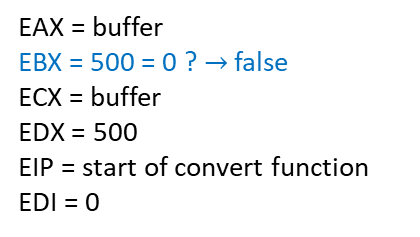 EAX = buffer
EBX = 500 = 0 ? → false
ECX = buffer
EDX = 500
EIP = start of convert function
EDI = 0